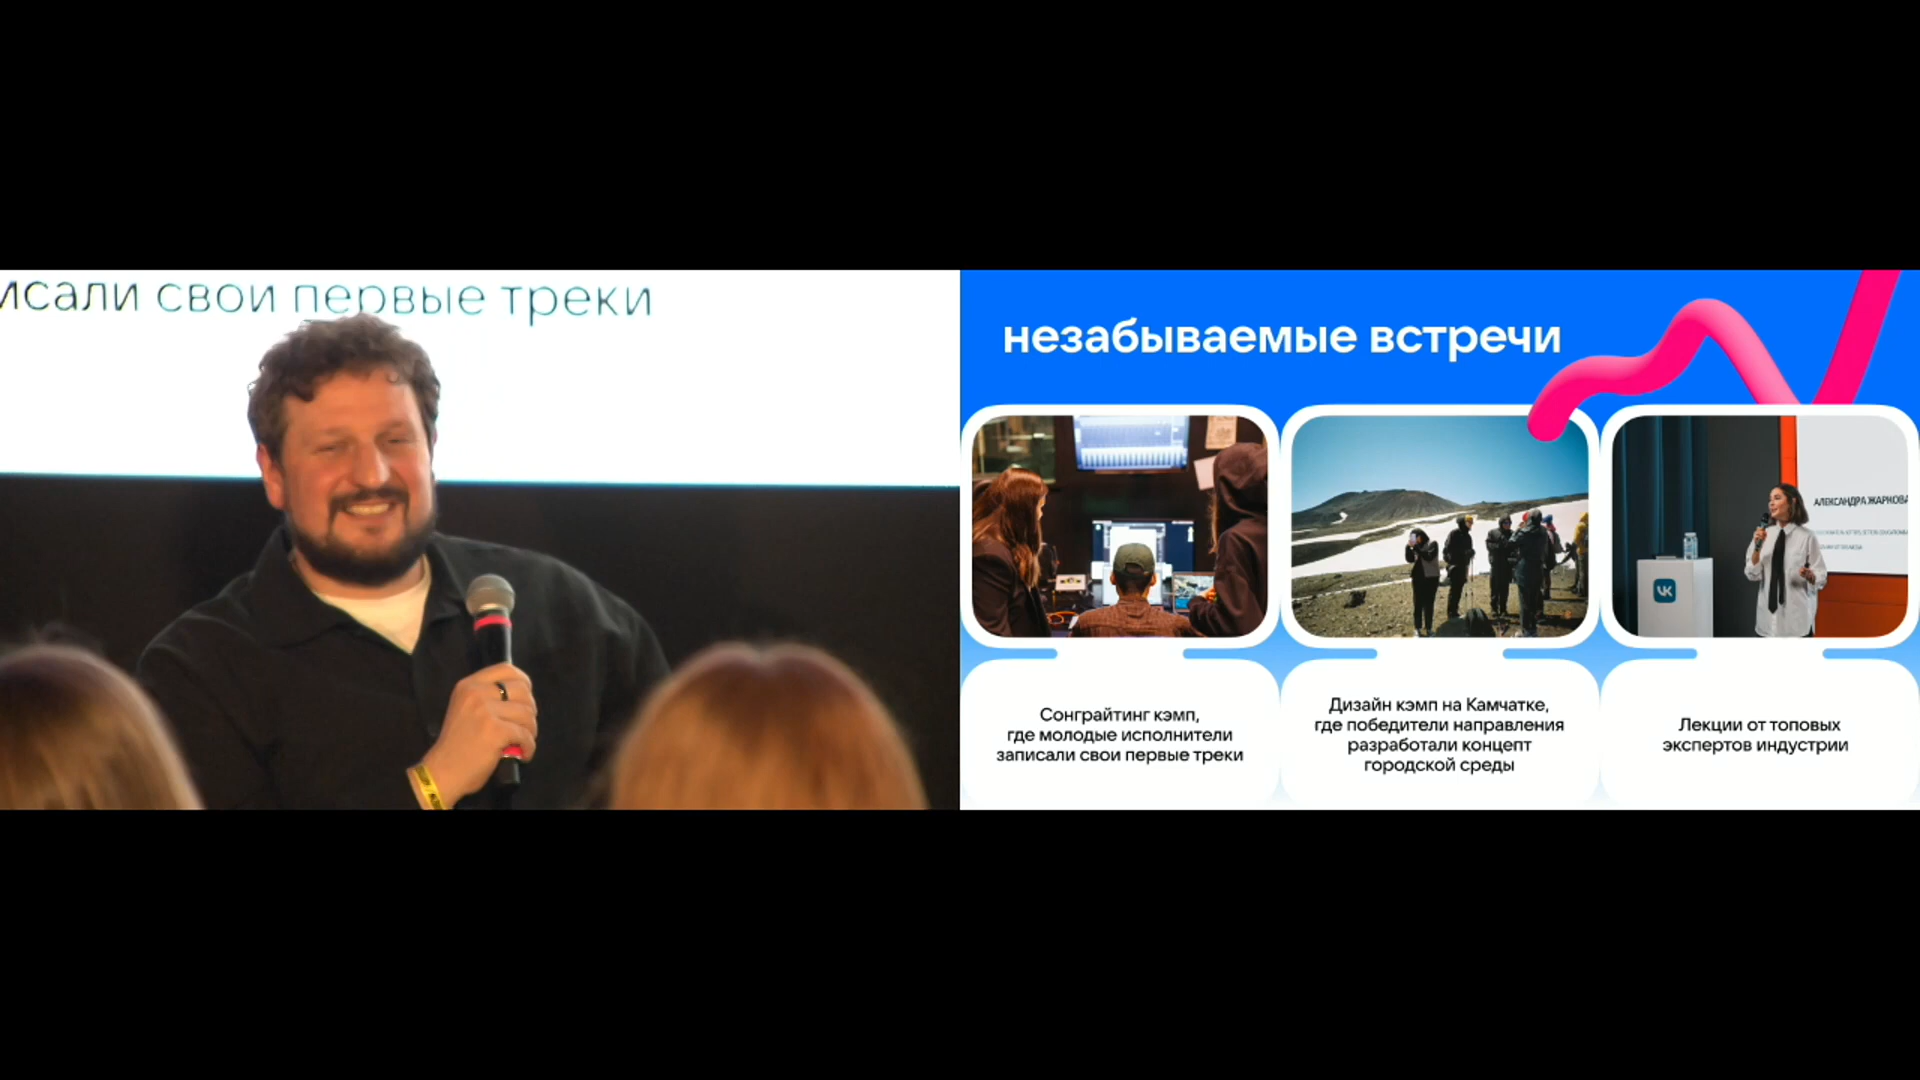 исали свои первые треки
незабываемые встречи
АЛЕКСАНДРА ЖАРКОВА
VK
Сонграйтинг кэмп,
где молодые исполнители
записали свои первые треки
Дизайн кэмп на Камчатке,
где победители направления
разработали концепт
городской среды
Лекции от топовых
экспертов индустрии